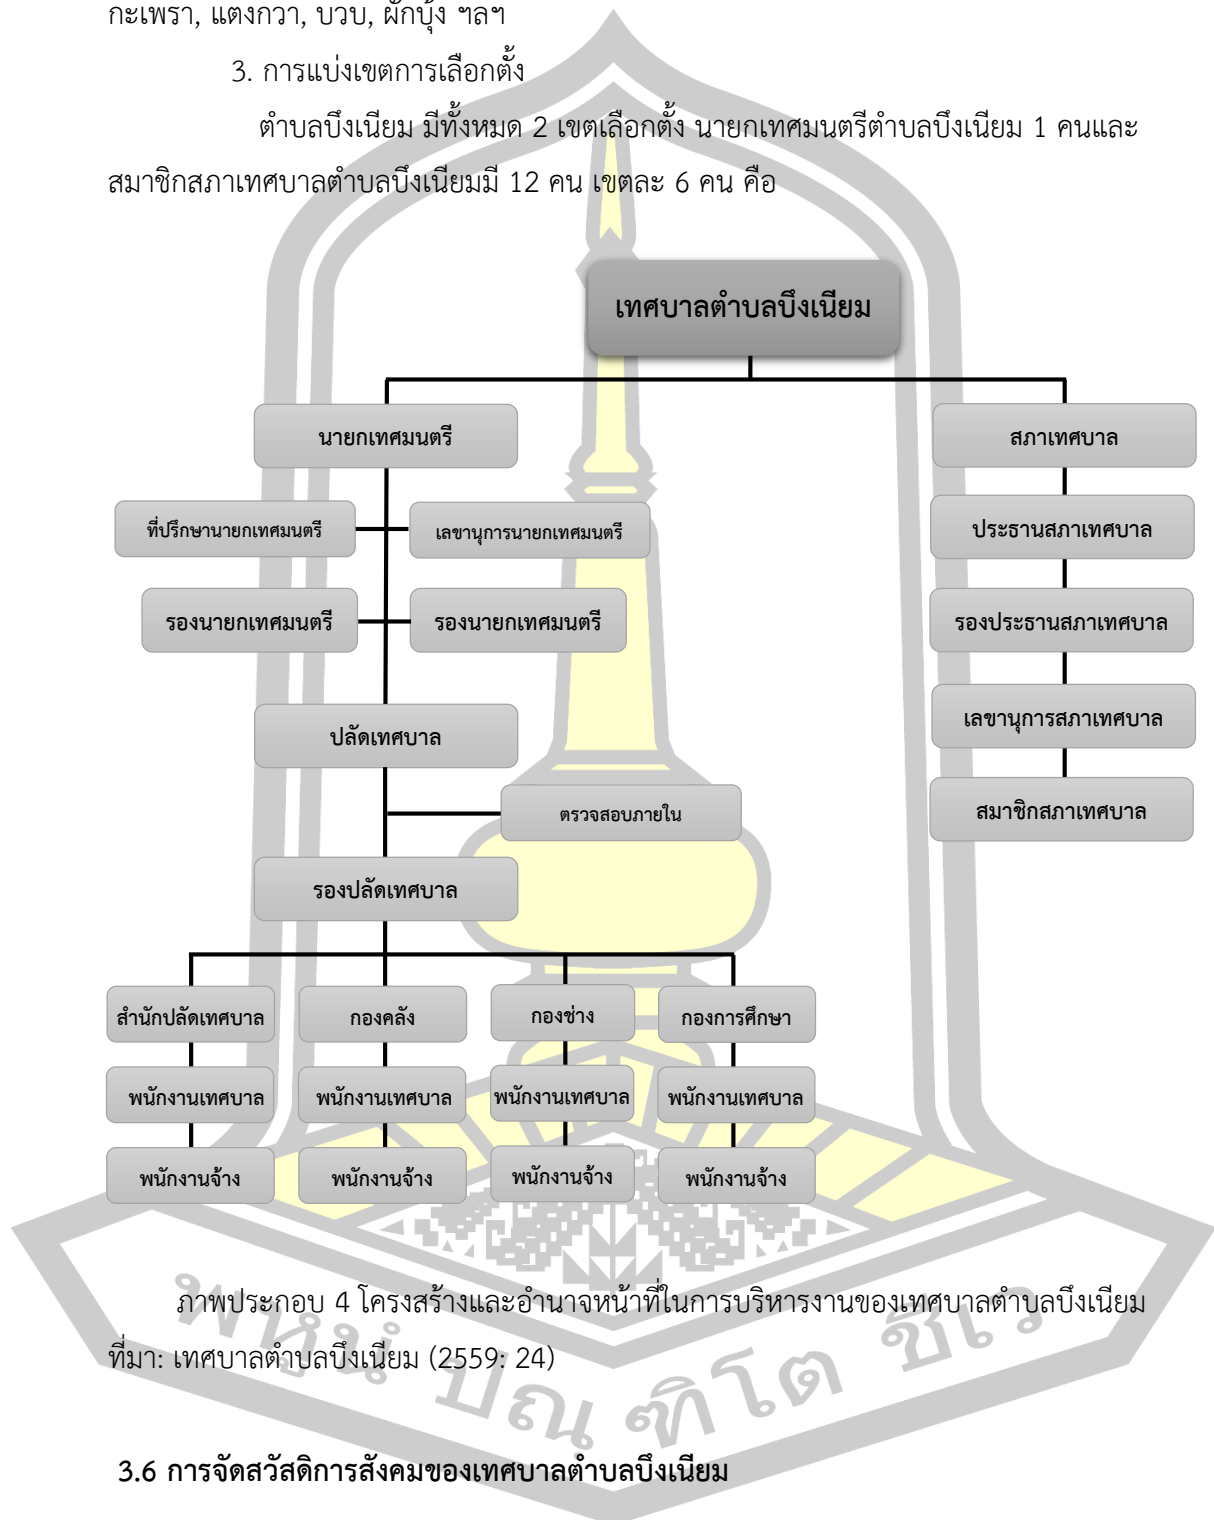 กะเพรา, แตงกวา, บวบ, ผักบุ้ง ฯลฯ
3. การแบ่งเขตการเลือกตั้ง
ตำบลบึงเนียม มีทั้งหมด 2 เขตเลือกตั้ง นายกเทศมนตรีตำบลบึงเนียม 1 คนและ
สมาชิกสภาเทศบาลตำบลบึงเนียมมี 12 คน เขตละ 6 คน คือ
เทศบาลตำบลบึงเนียม
นายกเทศมนตรี
สภาเทศบาล
ที่ปรึกษานายกเทศมนตรี
เลขานุการนายกเทศมนตรี
ประธานสภาเทศบาล
รองนายกเทศมนตรี
รองนายกเทศมนตรี
รองประธานสภาเทศบาล
ปลัดเทศบาล
เลขานุการสภาเทศบาล
ตรวจสอบภายใน
สมาชิกสภาเทศบาล
รองปลัดเทศบาล
สำนักปลัดเทศบาล
กองคลัง
กองช่าง
กองการศึกษา
พนักงานเทศบาล
พนักงานเทศบาล
พนักงานเทศบาล
พนักงานเทศบาล
พนักงานจ้าง
พนักงานจ้าง
พนักงานจ้าง
พนักงานจ้าง
ภาพประกอบ 4 โครงสร้างและอำนาจหน้าที่ในการบริหารงานของเทศบาลตำบลบึงเนียม
ที่มา: เทศบาลตำบลบึงเนียม (2559: 24)
พหูนํ ปณฺฑิโต ชีเว
3.6 การจัดสวัสดิการสังคมของเทศบาลตำบลบึงเนียม